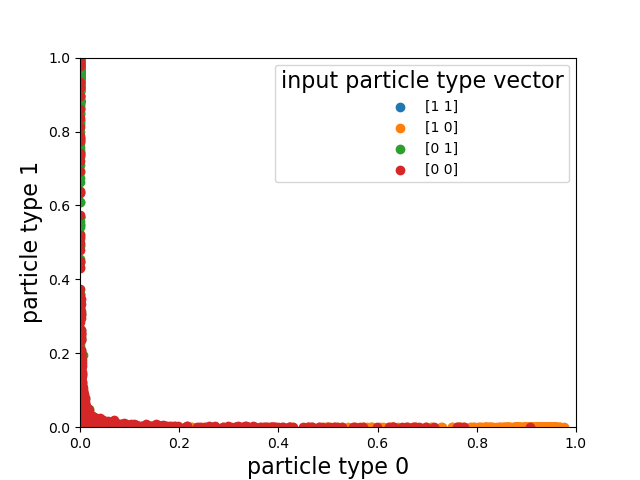 input particle type vector
[1 1]
[1 0]
[0 1]
[0 0]
particle type 1
1.0
0.8
0.6
0.4
0.2
0.0
0.0 0.2 0.4 0.6 0.8 1.0
particle type 0